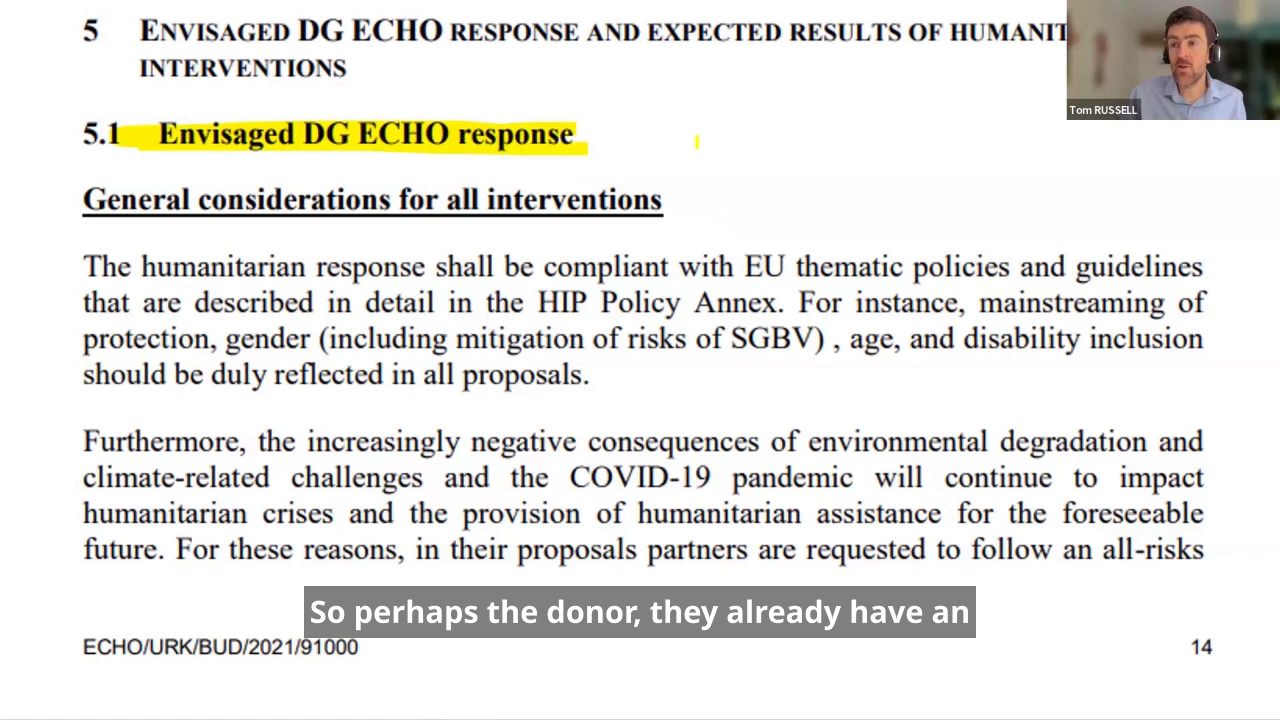 5 ENVISAGED DG ECHO RESPONSE AND EXPECTED RESULTS OF HUMANIT
INTERVENTIONS
Tom RUSSELL
5.1 Envisaged DG ECHO response
General considerations for all interventions
The humanitarian response shall be compliant with EU thematic policies and guidelines
that are described in detail in the HIP Policy Annex. For instance, mainstreaming of
protection, gender (including mitigation of risks of SGBV) , age, and disability inclusion
should be duly reflected in all proposals.
Furthermore, the increasingly negative consequences of environmental degradation and
climate-related challenges and the COVID-19 pandemic will continue to impact
humanitarian crises and the provision of humanitarian assistance for the foreseeable
future. For these reasons, in their proposals partners are requested to follow an all-risks
So perhaps the donor, they already have an
ECHO/URK/BUD/2021/91000 14